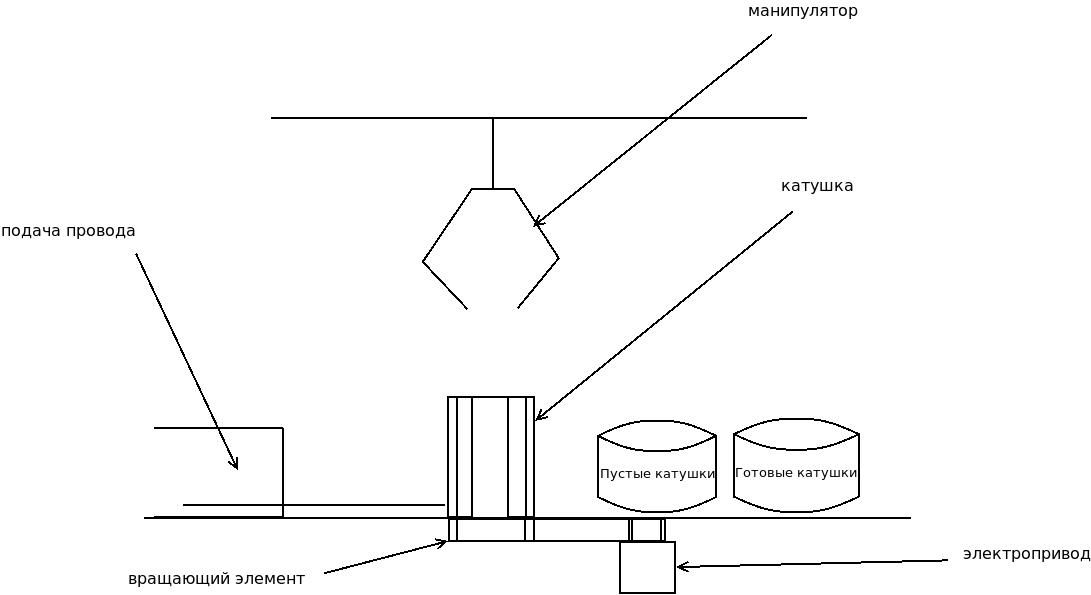 манипулятор
катушка
подача провода
Пустые катушки
Готовые катушки
электропривод
вращающий элемент